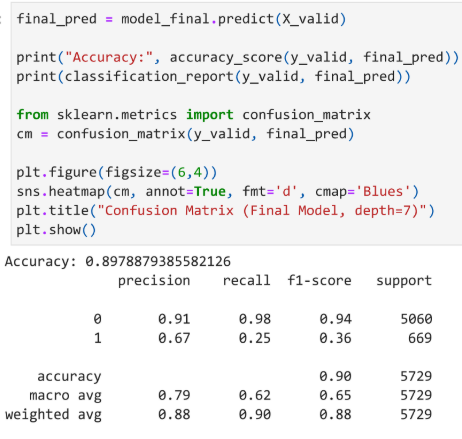 final_pred = model_final.predict(X_valid)
print("Accuracy:", accuracy_score(y_valid, final_pred))
print(classification_report(y_valid, final_pred))
from sklearn.metrics import confusion_matrix
cm = confusion_matrix(y_valid, final_pred)
plt.figure(figsize=(6,4))
sns.heatmap(cm, annot=True, fmt='d', cmap='Blues')
plt.title("Confusion Matrix (Final Model, depth=7)")
plt.show()
Accuracy: 0.8978879385582126
precision recall f1-score support
0 0.91 0.98 0.94 5060
1 0.67 0.25 0.36 669
accuracy 0.90 5729
macro avg 0.79 0.62 0.65 5729
weighted avg 0.88 0.90 0.88 5729